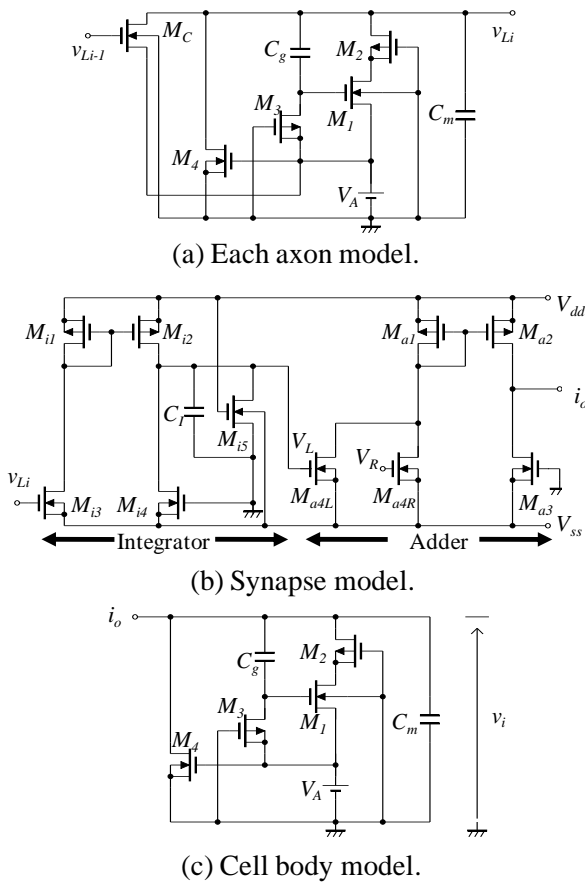 v_{Li-1}
M_C
C_g
M_2
v_{Li}
M_3
M_1
C_m
M_4
V_A
(a) Each axon model.
M_{i1}
M_{i2}
M_{a1}
M_{a2}
V_{dd}
C_I
M_{i5}
V_L
V_R
i_o
v_{Li}
M_{i3}
M_{i4}
M_{a4L}
M_{a4R}
M_{a3}
V_{ss}
Integrator
Adder
(b) Synapse model.
i_o
C_g
M_2
M_3
M_1
C_m
v_i
M_4
V_A
(c) Cell body model.